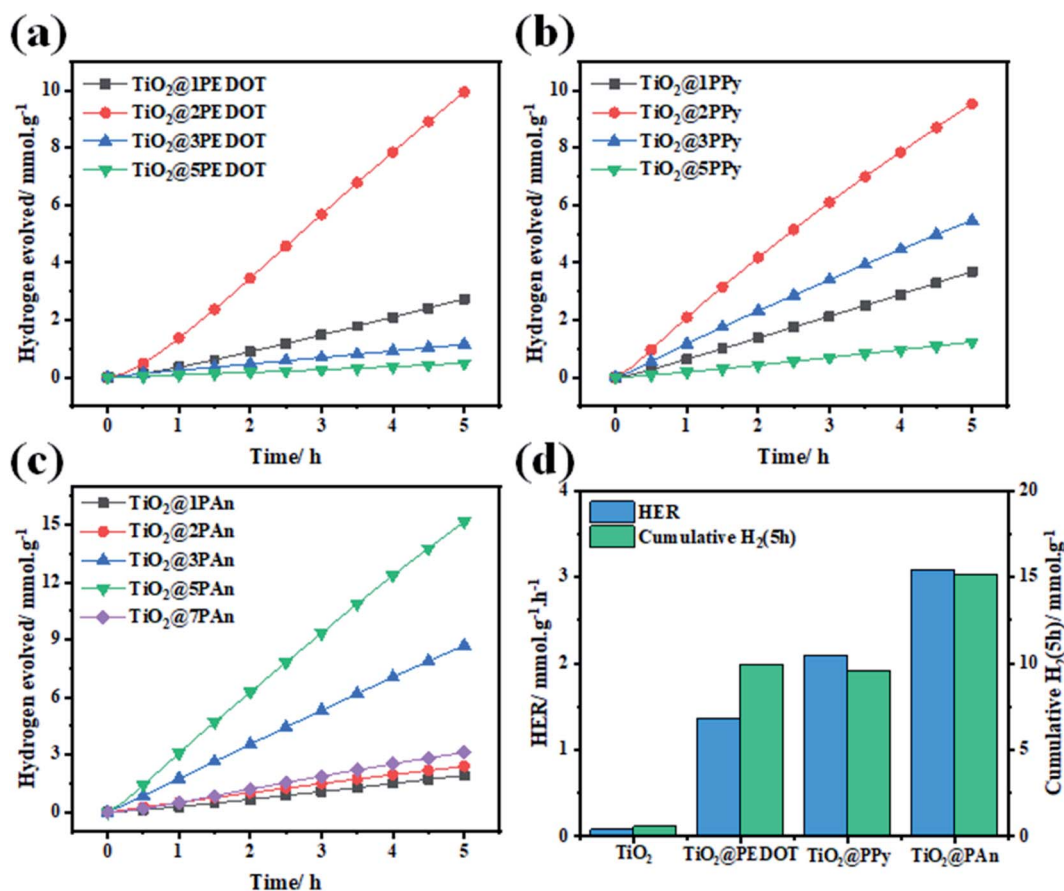 (a)
TiO₂@1PEDOT
TiO₂@2PEDOT
TiO₂@3PEDOT
TiO₂@5PEDOT
Hydrogen evolved/ mmol.g⁻¹
10
8
6
4
2
0
0 1 2 3 4 5
Time/ h
(b)
TiO₂@1PPy
TiO₂@2PPy
TiO₂@3PPy
TiO₂@5PPy
Hydrogen evolved/ mmol.g⁻¹
10
8
6
4
2
0
0 1 2 3 4 5
Time/ h
(c)
TiO₂@1PAn
TiO₂@2PAn
TiO₂@3PAn
TiO₂@5PAn
TiO₂@7PAn
Hydrogen evolved/ mmol.g⁻¹
15
12
9
6
3
0
0 1 2 3 4 5
Time/ h
(d)
HER
Cumulative H₂(5h)
HER/ mmol.g⁻¹.h⁻¹
4
3
2
1
0
Cumulative H₂(5h)/ mmol.g⁻¹
20
15
10
5
0
TiO₂ TiO₂@PEDOT TiO₂@PPy TiO₂@PAn